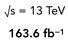 √s = 13 TeV
163.6 fb⁻¹